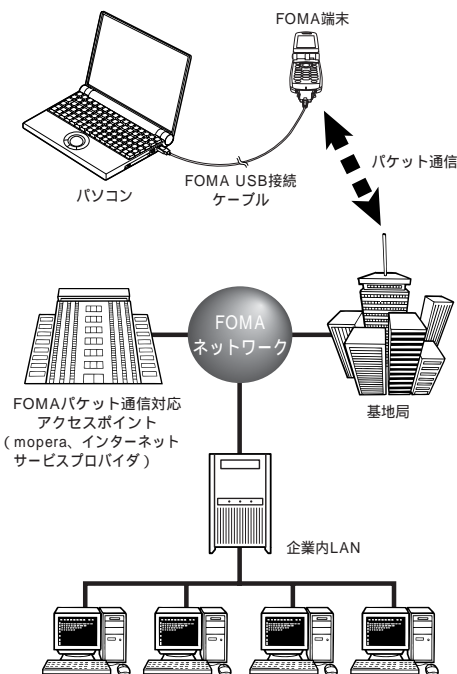 FOMA端末
パケット通信
FOMA USB接続
ケーブル
パソコン
FOMA
ネットワーク
FOMAパケット通信対応
アクセスポイント
(mopera、インターネット
サービスプロバイダ)
基地局
企業内LAN